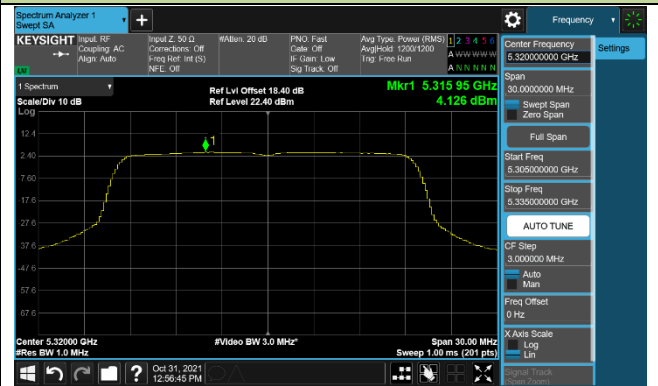 Spectrum Analyzer 1
Swept SA
+
Frequency
KEYSIGHT
Input: RF
Coupling: AC
Align: Auto
Input Z: 50 Ω
Corrections: Off
Freq Ref: Int (S)
NFE: Off
#Atten: 20 dB
PNO: Fast
Gate: Off
IF Gain: Low
Sig Track: Off
Avg Type: Power (RMS)
Avg|Hold: 1200/1200
Trig: Free Run
1 2 3 4 5 6
A W W W W W
A N N N N N
1 Spectrum
Scale/Div 10 dB
Log
Ref Lvl Offset 18.40 dB
Ref Level 22.40 dBm
Mkr1 5.315 95 GHz
4.126 dBm
1
12.4
2.40
-7.60
-17.6
-27.6
-37.6
-47.6
-57.6
-67.6
Center 5.32000 GHz
#Res BW 1.0 MHz
#Video BW 3.0 MHz*
Span 30.00 MHz
Sweep 1.00 ms (201 pts)
Oct 31, 2021
12:56:45 PM
?
Center Frequency
5.320000000 GHz
Settings
Span
30.0000000 MHz
Swept Span
Zero Span
Full Span
Start Freq
5.305000000 GHz
Stop Freq
5.335000000 GHz
AUTO TUNE
CF Step
3.000000 MHz
Auto
Man
Freq Offset
0 Hz
X Axis Scale
Log
Lin
Signal Track
(Span Zoom)